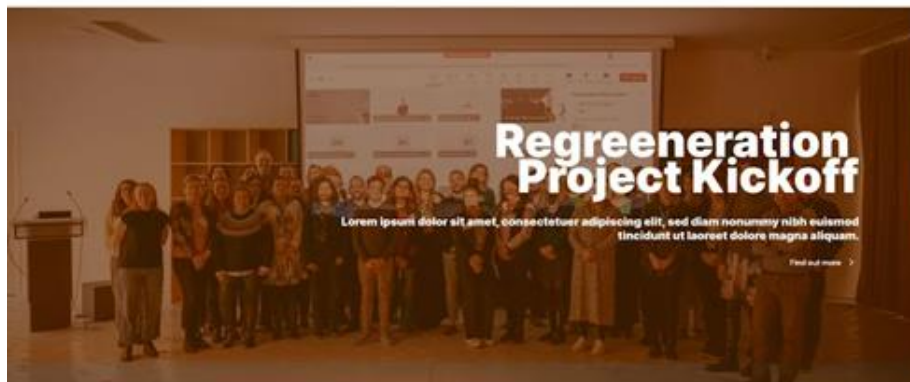 Regreeneration
Project Kickoff
Lorem ipsum dolor sit amet, consectetuer adipiscing elit, sed diam nonummy nibh euismod
tincidunt ut laoreet dolore magna aliquam.
Find out more >